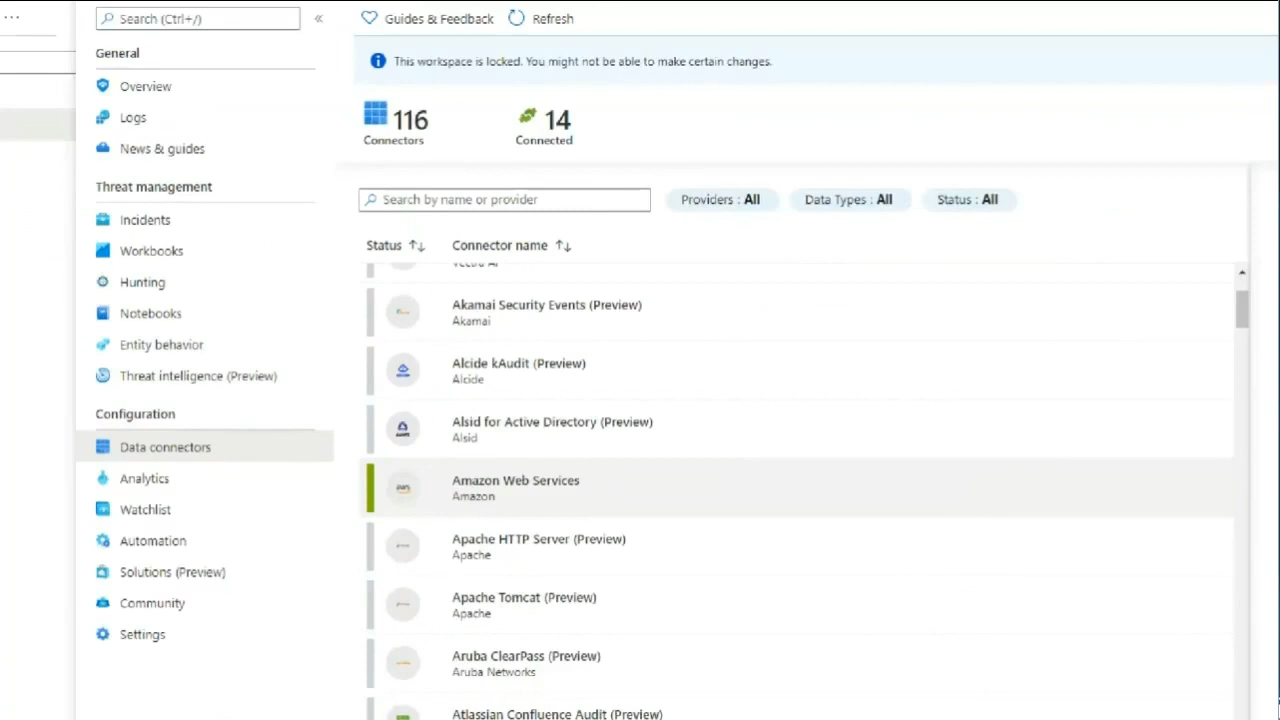 Search (Ctrl+/)
«
Guides & Feedback
Refresh
General
This workspace is locked. You might not be able to make certain changes.
Overview
Logs
News & guides
116
Connectors
14
Connected
Threat management
Incidents
Workbooks
Hunting
Notebooks
Entity behavior
Threat intelligence (Preview)
Configuration
Data connectors
Analytics
Watchlist
Automation
Solutions (Preview)
Community
Settings
Search by name or provider
Providers : All
Data Types : All
Status : All
Status ↑↓
Connector name ↑↓
Akamai Security Events (Preview)
Akamai
Alcide kAudit (Preview)
Alcide
Alsid for Active Directory (Preview)
Alsid
aws
Amazon Web Services
Amazon
Apache HTTP Server (Preview)
Apache
Apache Tomcat (Preview)
Apache
Aruba ClearPass (Preview)
Aruba Networks
Atlassian Confluence Audit (Preview)